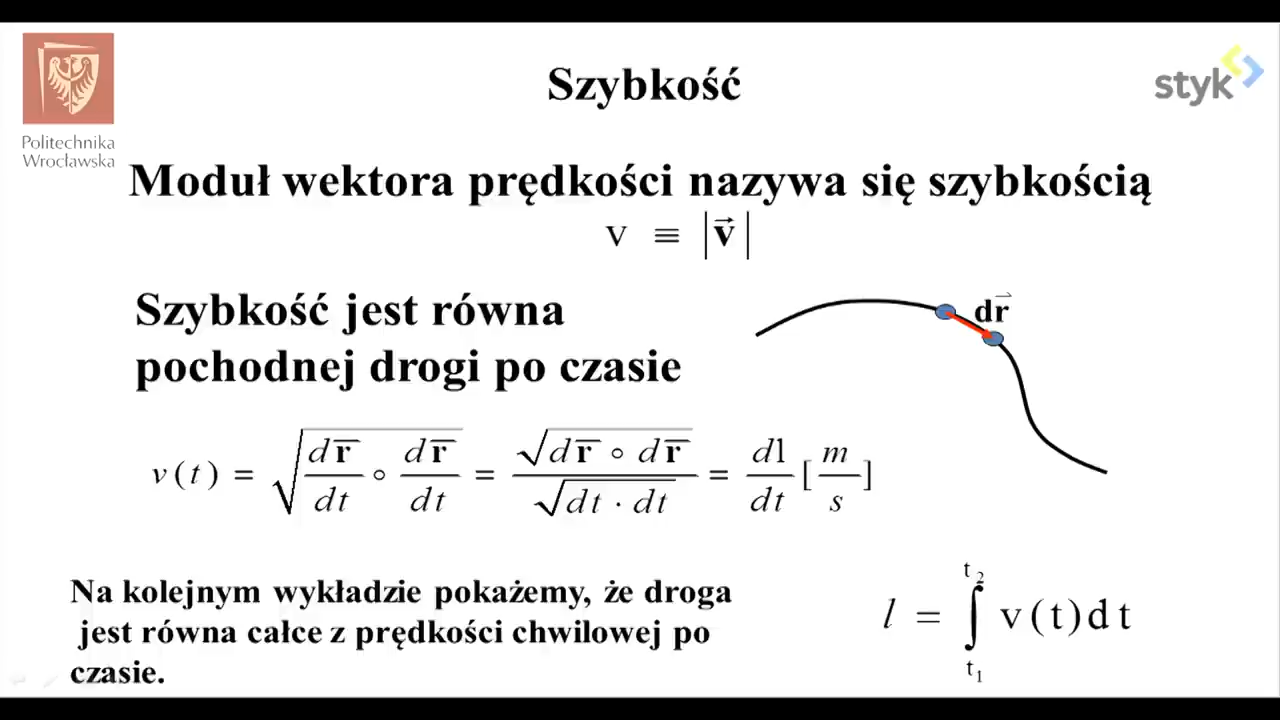 Szybkość
styk
Politechnika
Wrocławska
Moduł wektora prędkości nazywa się szybkością
v ≡ |v⃗|
Szybkość jest równa
pochodnej drogi po czasie
dr⃗
v(t) = √(dr̅/dt ∘ dr̅/dt) = √(dr̅ ∘ dr̅)/√(dt · dt) = dl/dt [m/s]
Na kolejnym wykładzie pokażemy, że droga
jest równa całce z prędkości chwilowej po
czasie.
l = ∫_{t₁}^{t₂} v(t)dt